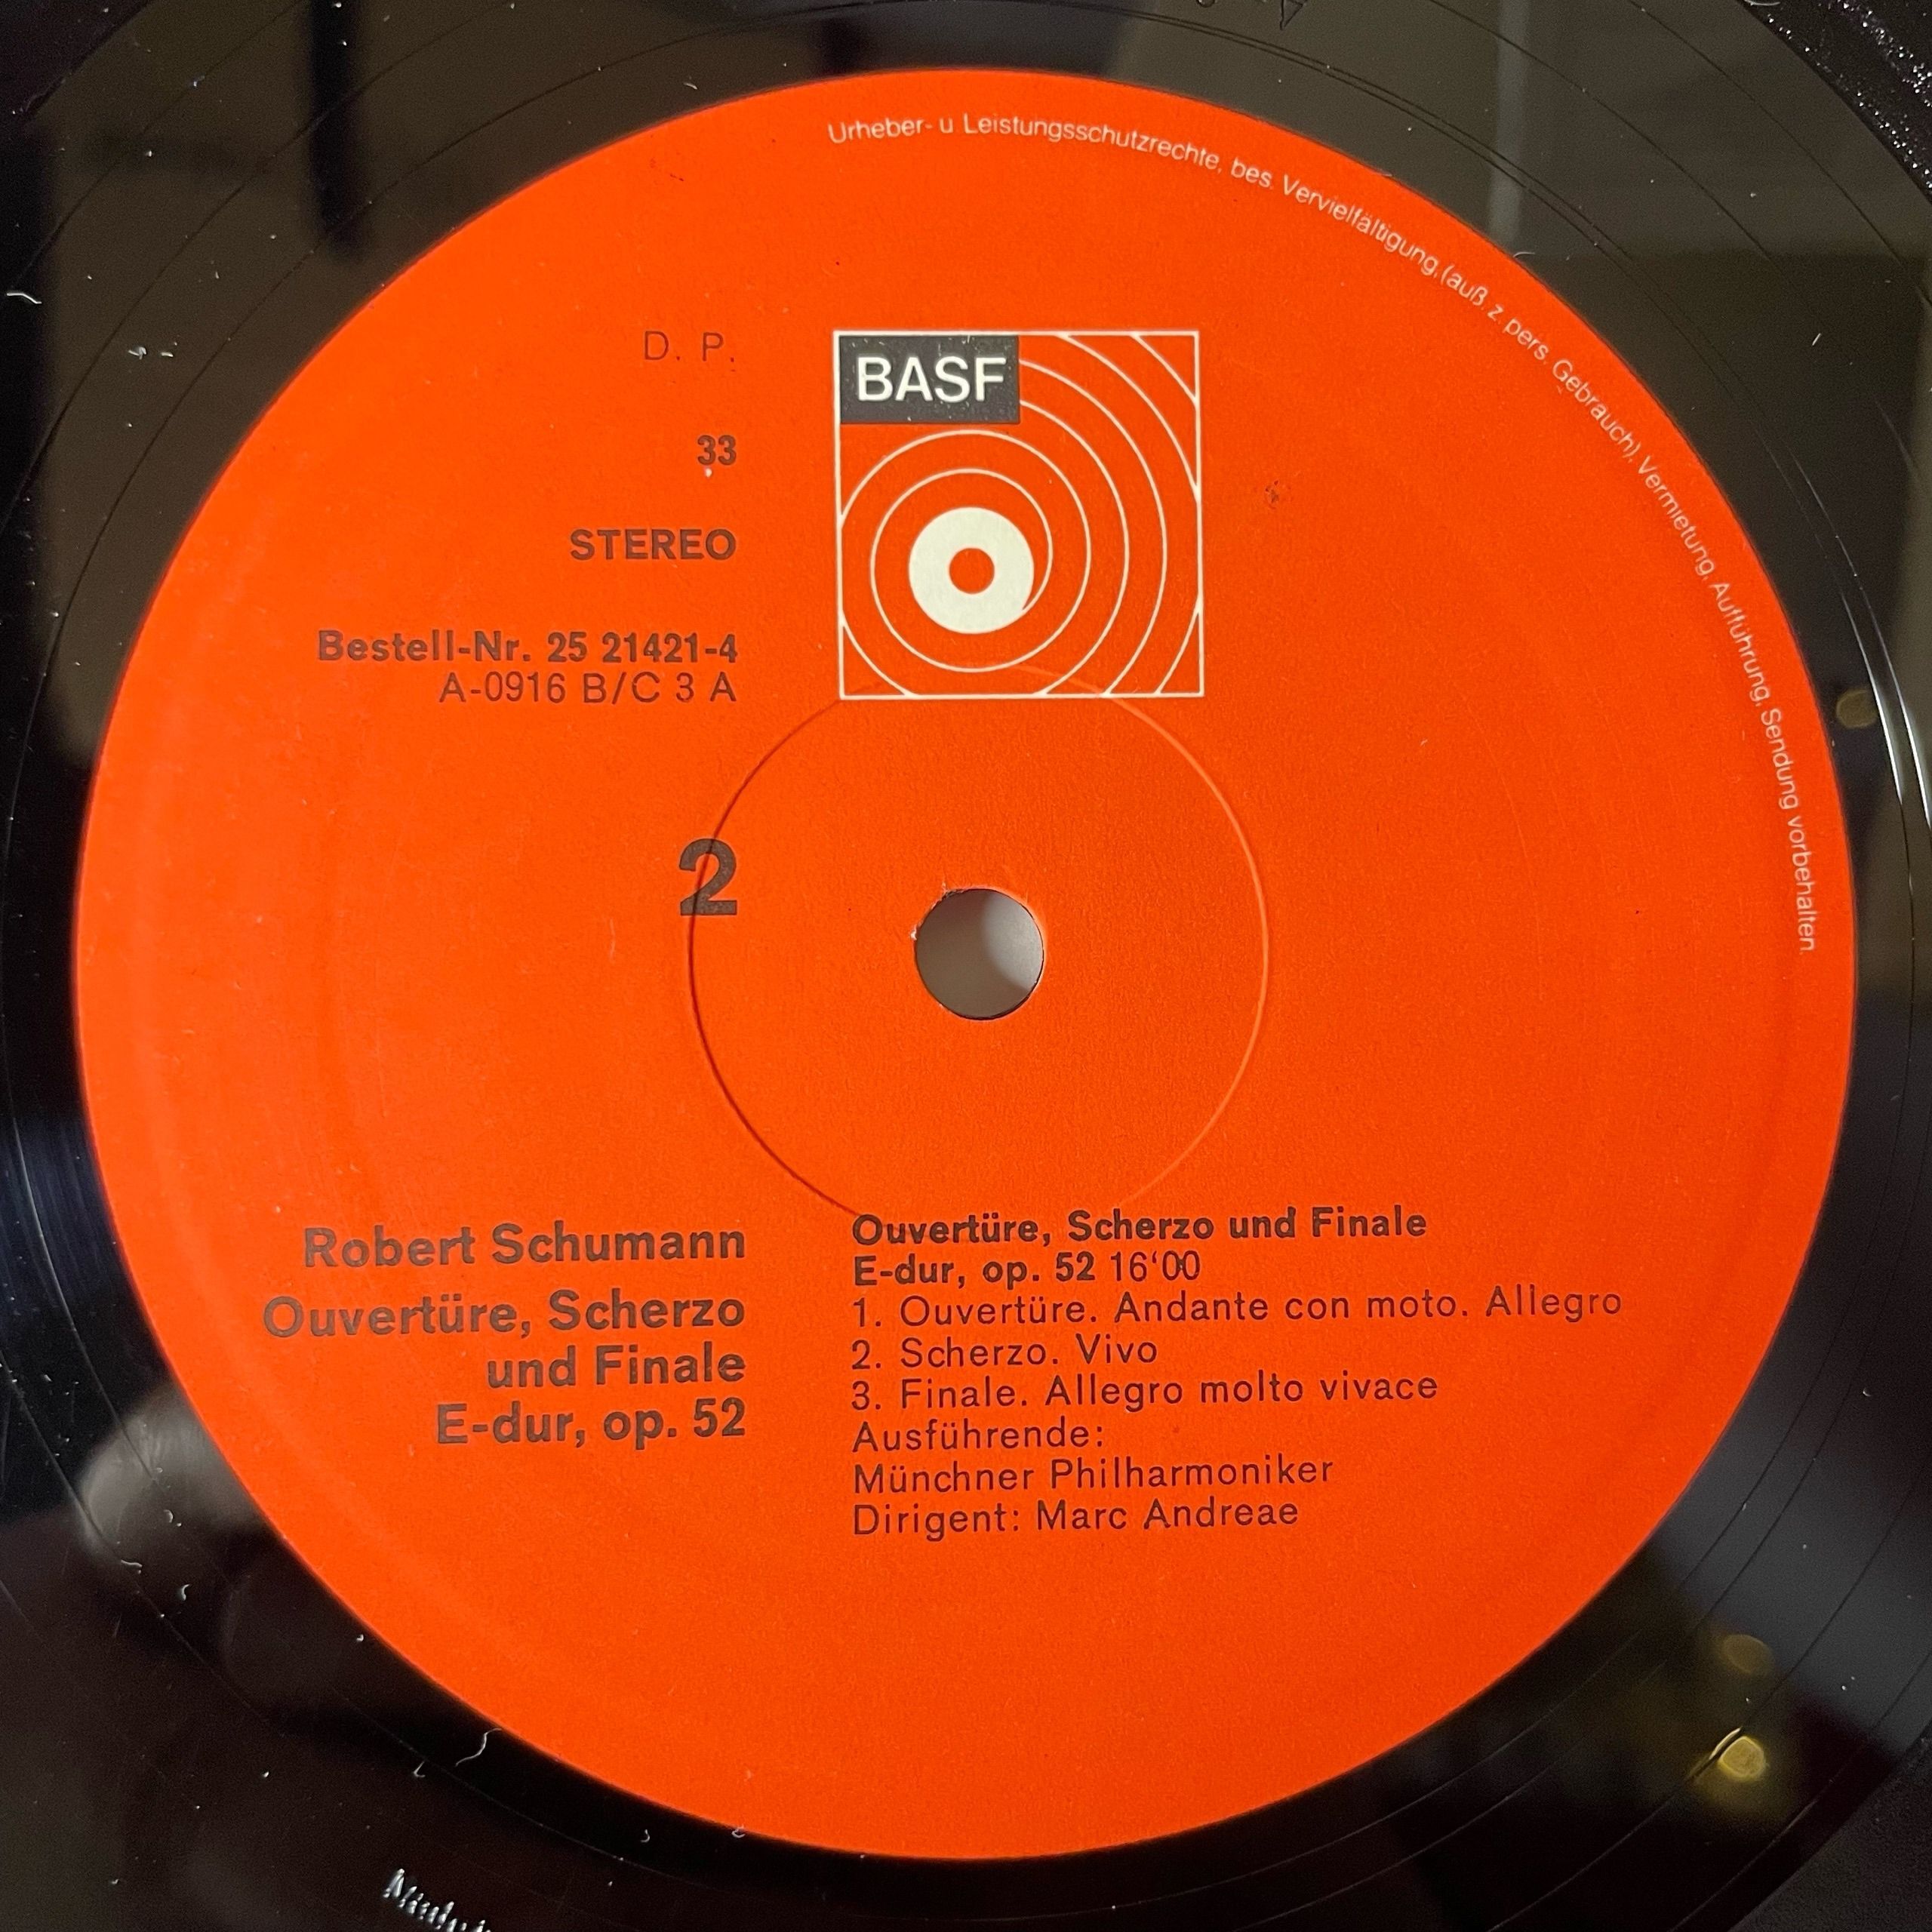 Urheber- u Leistungsschutzrechte, bes. Vervielfältigung, (auß. z. pers. Gebrauch) Vermietung, Aufführung, Sendung vorbehalten.
D. P.
BASF
33
STEREO
Bestell-Nr. 25 21421-4
A-0916 B/C 3 A
2
Robert Schumann
Ouvertüre, Scherzo
und Finale
E-dur, op. 52
Ouvertüre, Scherzo und Finale
E-dur, op. 52 16‘00
1. Ouvertüre. Andante con moto. Allegro
2. Scherzo. Vivo
3. Finale. Allegro molto vivace
Ausführende:
Münchner Philharmoniker
Dirigent: Marc Andreae